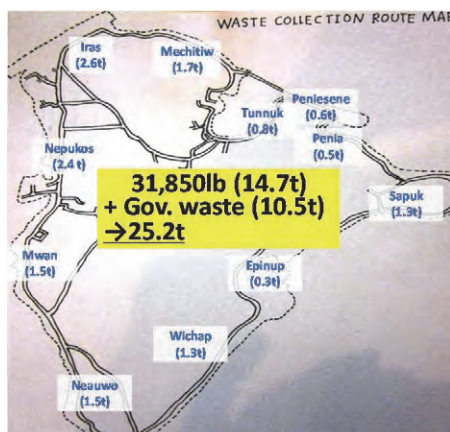 WASTE COLLECTION ROUTE MAP
Iras
(2.6t)
Mechitiw
(1.7t)
Tunnuk
(0.8t)
Peniesene
(0.6t)
Penia
(0.5t)
Nepukos
(2.4 t)
31,850lb (14.7t)
+ Gov. waste (10.5t)
→25.2t
Sapuk
(1.3t)
Mwan
(1.5t)
Epinup
(0.3t)
Wichap
(1.3t)
Neauwo
(1.5t)